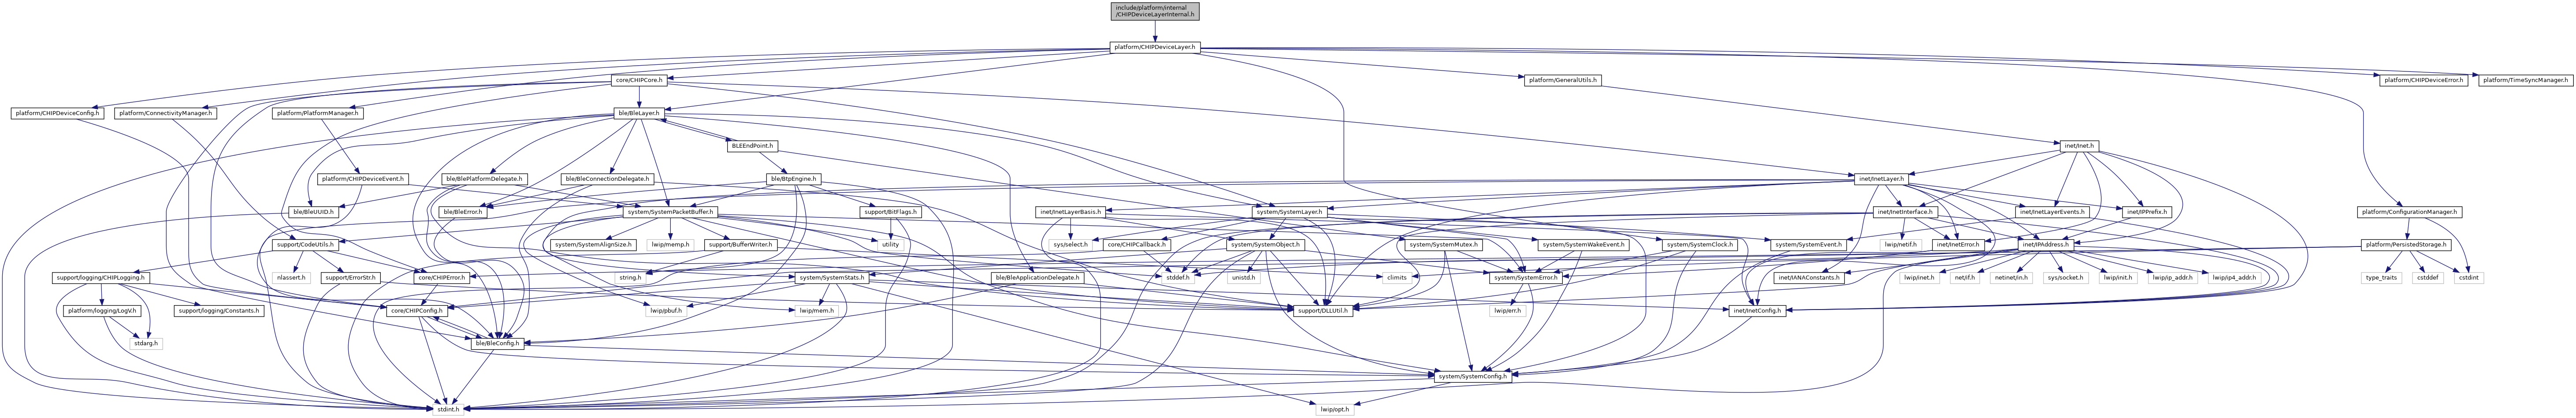 include/platform/internal
/CHIPDeviceLayerInternal.h
platform/CHIPDeviceLayer.h
core/CHIPCore.h
platform/GeneralUtils.h
platform/CHIPDeviceError.h
platform/TimeSyncManager.h
platform/CHIPDeviceConfig.h
platform/ConnectivityManager.h
platform/PlatformManager.h
ble/BleLayer.h
BLEEndPoint.h
inet/Inet.h
platform/CHIPDeviceEvent.h
ble/BlePlatformDelegate.h
ble/BleConnectionDelegate.h
ble/BtpEngine.h
inet/InetLayer.h
ble/BleUUID.h
ble/BleError.h
system/SystemPacketBuffer.h
support/BitFlags.h
inet/InetLayerBasis.h
system/SystemLayer.h
inet/InetInterface.h
inet/InetLayerEvents.h
inet/IPPrefix.h
platform/ConfigurationManager.h
support/CodeUtils.h
system/SystemAlignSize.h
lwip/memp.h
support/BufferWriter.h
utility
sys/select.h
core/CHIPCallback.h
system/SystemObject.h
system/SystemMutex.h
system/SystemWakeEvent.h
system/SystemClock.h
system/SystemEvent.h
lwip/netif.h
inet/InetError.h
inet/IPAddress.h
platform/PersistedStorage.h
support/logging/CHIPLogging.h
nlassert.h
support/ErrorStr.h
core/CHIPError.h
string.h
system/SystemStats.h
ble/BleApplicationDelegate.h
stddef.h
unistd.h
climits
system/SystemError.h
inet/IANAConstants.h
lwip/inet.h
net/if.h
netinet/in.h
sys/socket.h
lwip/init.h
lwip/ip_addr.h
lwip/ip4_addr.h
type_traits
cstddef
cstdint
platform/logging/LogV.h
support/logging/Constants.h
core/CHIPConfig.h
lwip/pbuf.h
lwip/mem.h
support/DLLUtil.h
lwip/err.h
inet/InetConfig.h
stdarg.h
ble/BleConfig.h
system/SystemConfig.h
stdint.h
lwip/opt.h